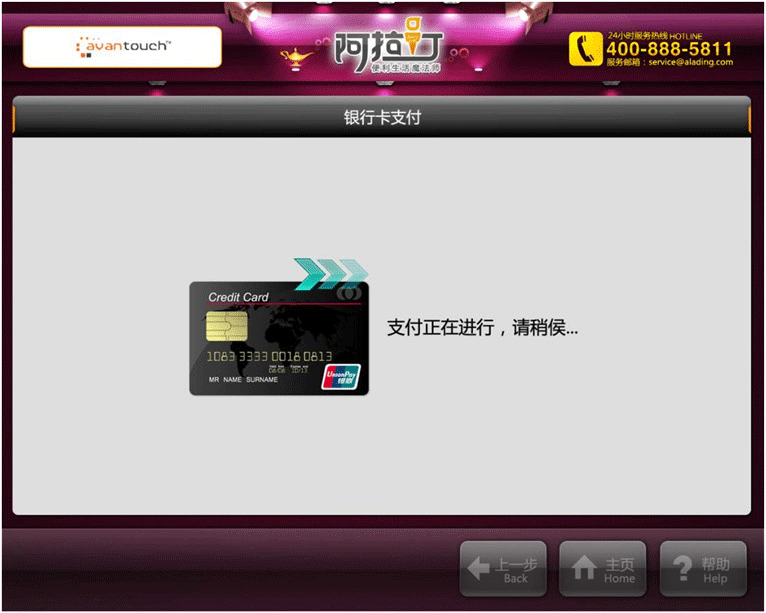 avantouch™
阿拉订
便利生活魔法师
24小时服务热线 HOTLINE
400-888-5811
服务邮箱：service@alading.com
银行卡支付
Credit Card
1083 3333 0018 0813
MR NAME SURNAME
UnionPay
银联
支付正在进行，请稍侯...
上一步
Back
主页
Home
帮助
Help